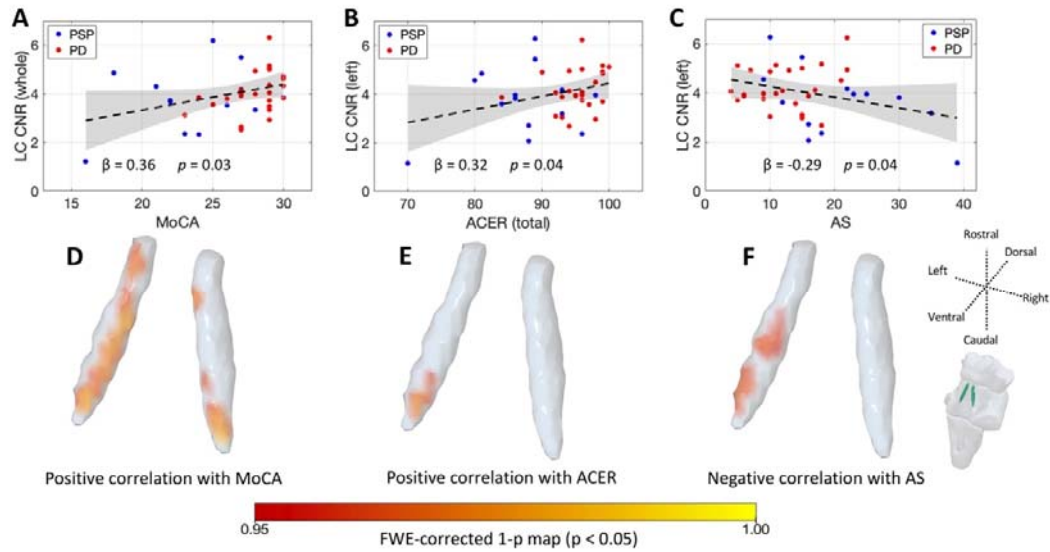 A
PSP
PD
LC CNR (whole)
6
4
2
0
β = 0.36 p = 0.03
15 20 25 30
MoCA
B
PSP
PD
LC CNR (left)
6
4
2
0
β = 0.32 p = 0.04
70 80 90 100
ACER (total)
C
PSP
PD
LC CNR (left)
6
4
2
0
β = -0.29 p = 0.04
0 10 20 30 40
AS
D
E
F
Rostral
Dorsal
Left
Right
Ventral
Caudal
Positive correlation with MoCA
Positive correlation with ACER
Negative correlation with AS
0.95 1.00
FWE-corrected 1-p map (p < 0.05)